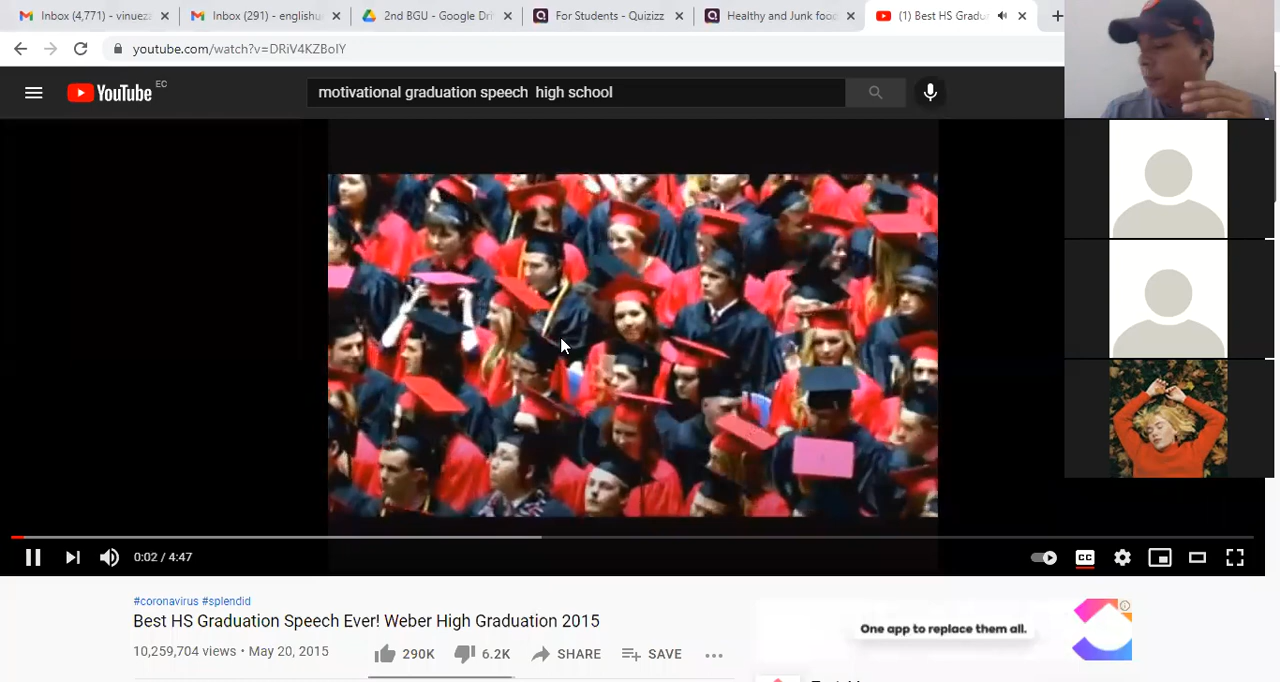 Inbox (4,771) - vinuez
Inbox (291) - englishu
2nd BGU - Google Dri
For Students - Quizizz
Healthy and Junk food
(1) Best HS Gradu
youtube.com/watch?v=DRiV4KZBoIY
YouTube EC
motivational graduation speech high school
0:02 / 4:47
CC
#coronavirus #splendid
Best HS Graduation Speech Ever! Weber High Graduation 2015
10,259,704 views • May 20, 2015
290K
6.2K
SHARE
SAVE
One app to replace them all.